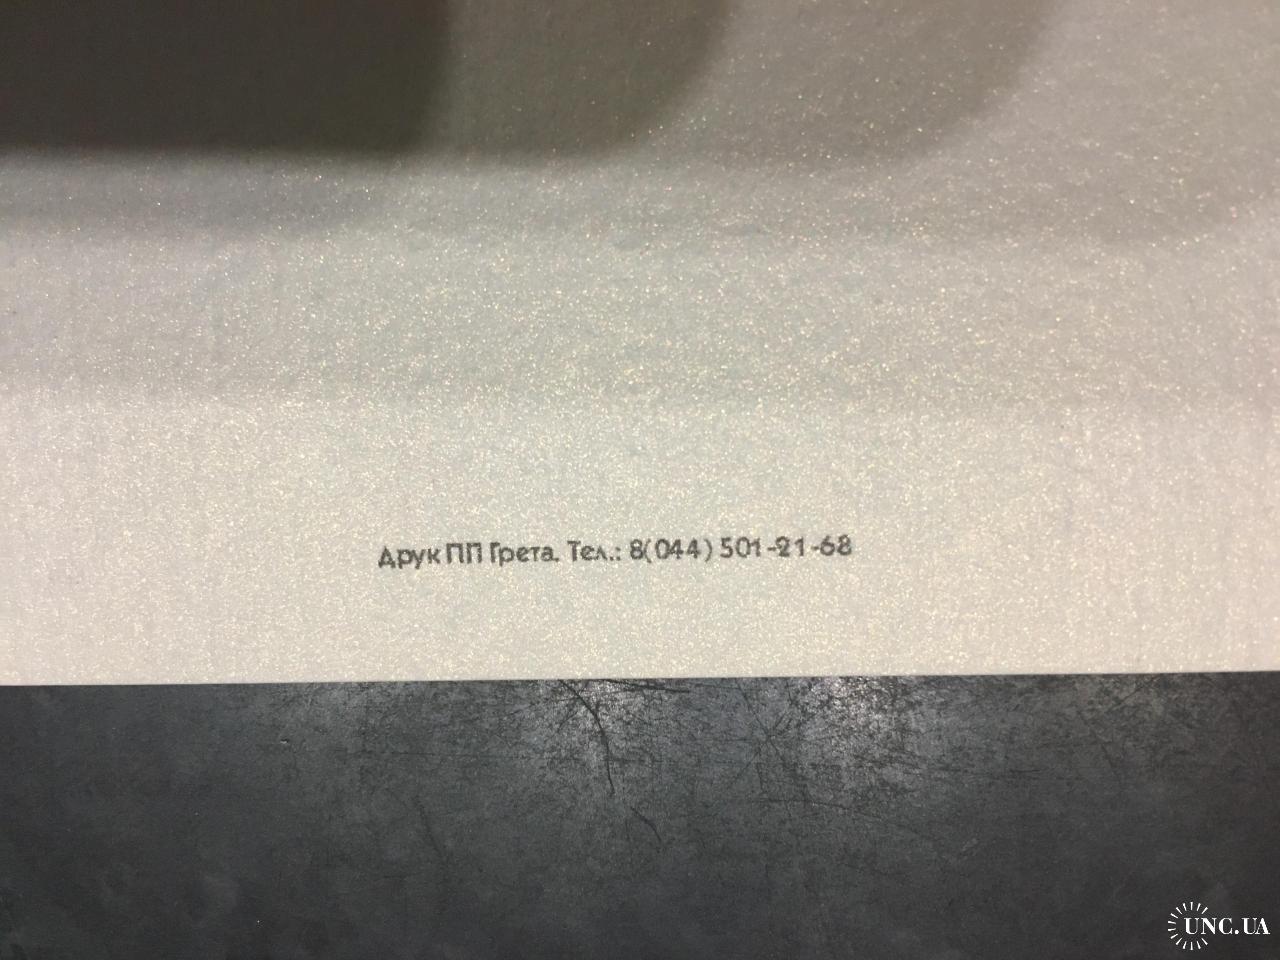 Друк ПП Грета. Тел.: 8(044) 501-21-68
UNC.UA